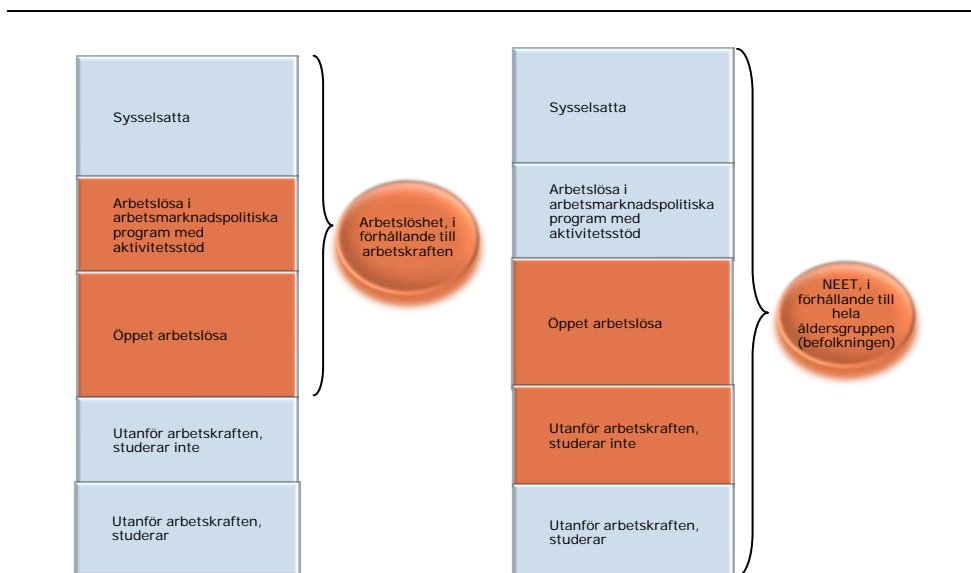 Sysselsatta
Arbetslösa i
arbetsmarknadspolitiska
program med
aktivitetsstöd
Öppet arbetslösa
Utanför arbetskraften,
studerar inte
Utanför arbetskraften,
studerar
Arbetslöshet, i
förhållande till
arbetskraften
Sysselsatta
Arbetslösa i
arbetsmarknadspolitiska
program med
aktivitetsstöd
Öppet arbetslösa
Utanför arbetskraften,
studerar inte
Utanför arbetskraften,
studerar
NEET, i
förhållande till
hela
åldersgruppen
(befolkningen)